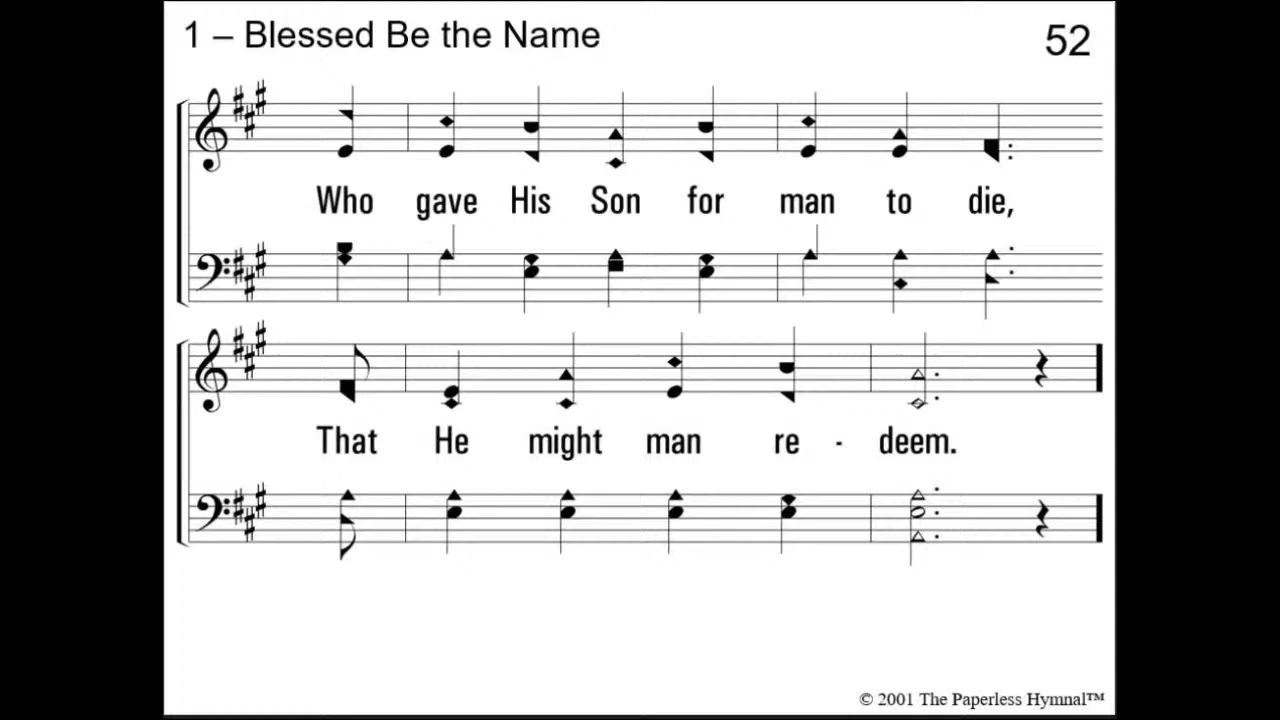 1 – Blessed Be the Name
52
Who gave His Son for man to die,
That He might man re - deem.
© 2001 The Paperless Hymnal™